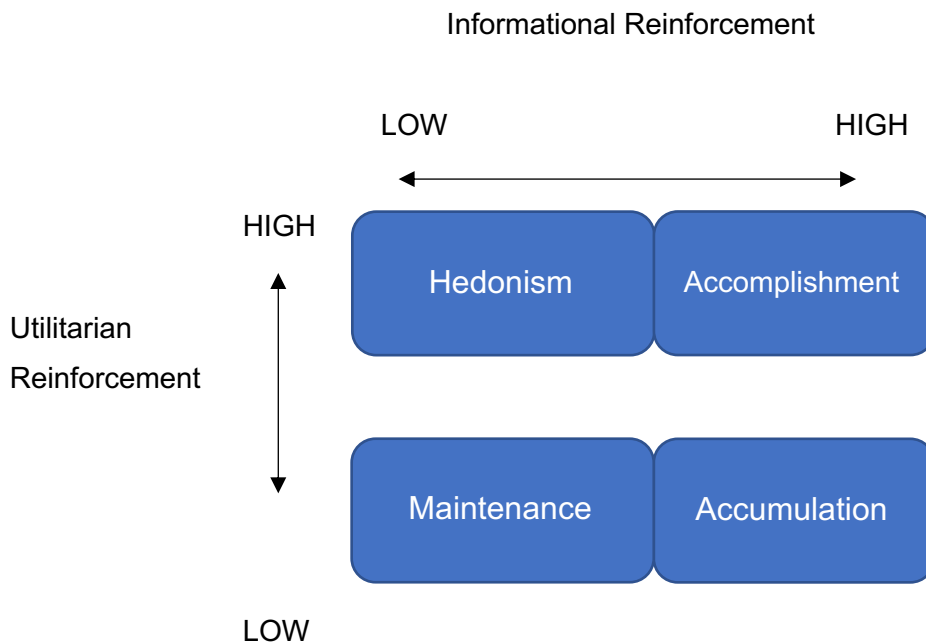 Informational Reinforcement
LOW HIGH
HIGH
Hedonism Accomplishment
Utilitarian
Reinforcement
Maintenance Accumulation
LOW